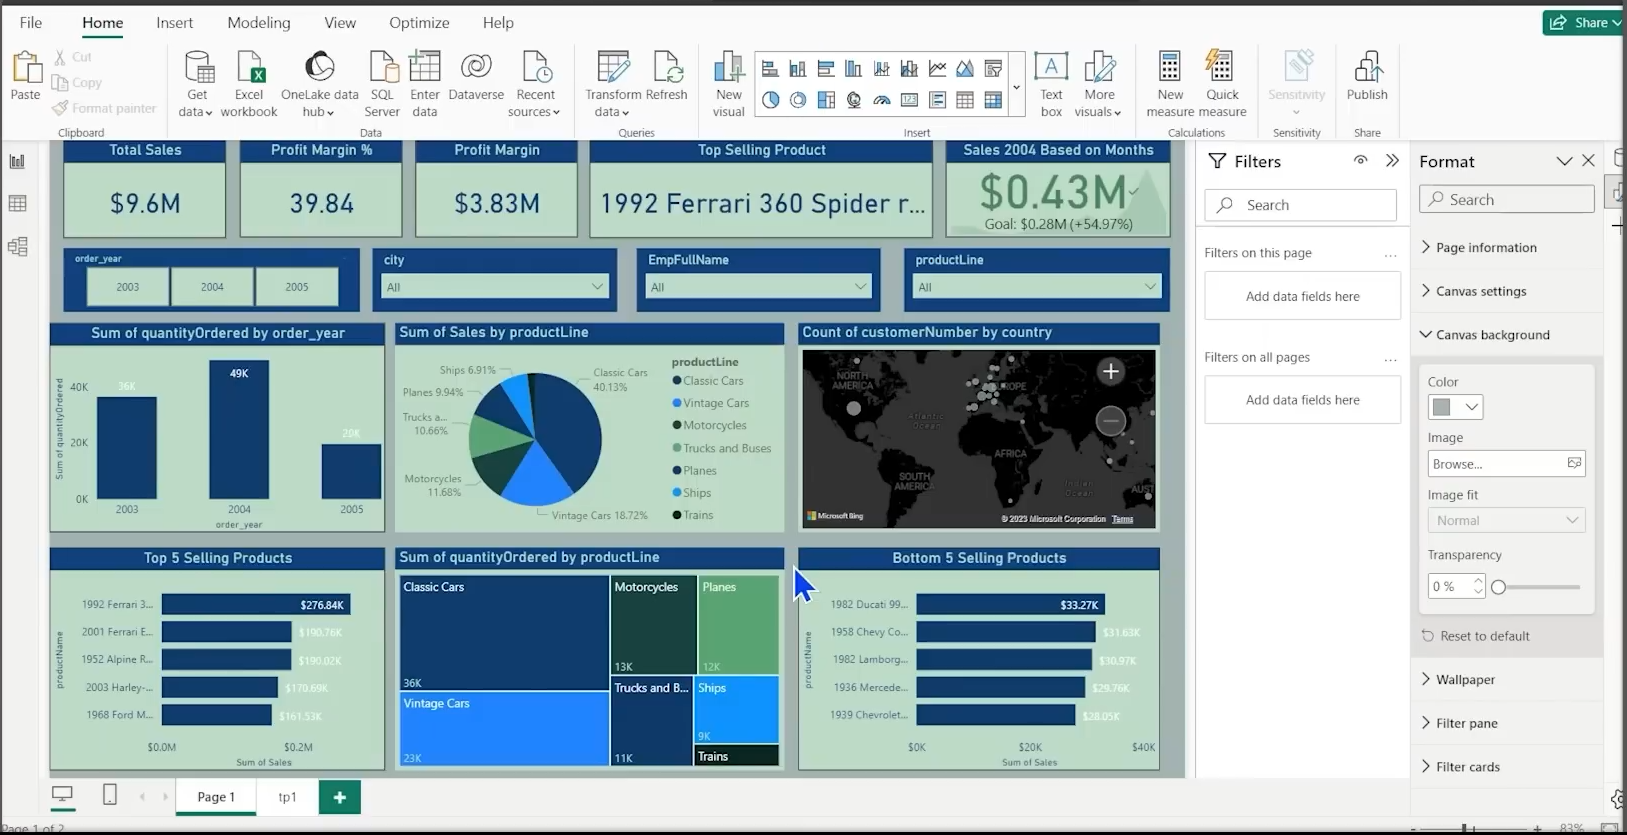 File Home Insert Modeling View Optimize Help Share
Paste
Cut
Copy
Format painter
Clipboard
Get data
Excel workbook
OneLake data hub
SQL Server
Enter data
Dataverse
Recent sources
Data
Transform data
Refresh
Queries
New visual
Text box
More visuals
Insert
New measure
Quick measure
Calculations
Sensitivity
Sensitivity
Publish
Share
Total Sales
$9.6M
Profit Margin %
39.84
Profit Margin
$3.83M
Top Selling Product
1992 Ferrari 360 Spider r...
Sales 2004 Based on Months
$0.43M
Goal: $0.28M (+54.97%)
order_year
2003 2004 2005
city
All
EmpFullName
All
productLine
All
Sum of quantityOrdered by order_year
Sum of quantityOrdered
40K
20K
0K
36K
49K
20K
2003 2004 2005
order_year
Sum of Sales by productLine
Ships 6.91%
Planes 9.94%
Trucks a...
10.66%
Motorcycles
11.68%
Vintage Cars 18.72%
Classic Cars
40.13%
productLine
Classic Cars
Vintage Cars
Motorcycles
Trucks and Buses
Planes
Ships
Trains
Count of customerNumber by country
NORTH AMERICA
Atlantic Ocean
EUROPE
AFRICA
SOUTH AMERICA
Indian Ocean
AUST
Microsoft Bing
© 2023 Microsoft Corporation Terms
Top 5 Selling Products
productName
1992 Ferrari 3... $276.84K
2001 Ferrari E... $190.76K
1952 Alpine R... $190.02K
2003 Harley-... $170.69K
1968 Ford M... $161.53K
$0.0M $0.2M
Sum of Sales
Sum of quantityOrdered by productLine
Classic Cars
36K
Vintage Cars
23K
Motorcycles
13K
Planes
12K
Trucks and B...
11K
Ships
9K
Trains
Bottom 5 Selling Products
productName
1982 Ducati 99... $33.27K
1958 Chevy Co... $31.63K
1982 Lamborg... $30.97K
1936 Mercede... $29.76K
1939 Chevrolet... $28.05K
$0K $20K $40K
Sum of Sales
Filters
Search
Filters on this page ...
Add data fields here
Filters on all pages ...
Add data fields here
Format
Search
Page information
Canvas settings
Canvas background
Color
Image
Browse...
Image fit
Normal
Transparency
0 %
Reset to default
Wallpaper
Filter pane
Filter cards
Page 1 tp1
Page 1 of 2
83%